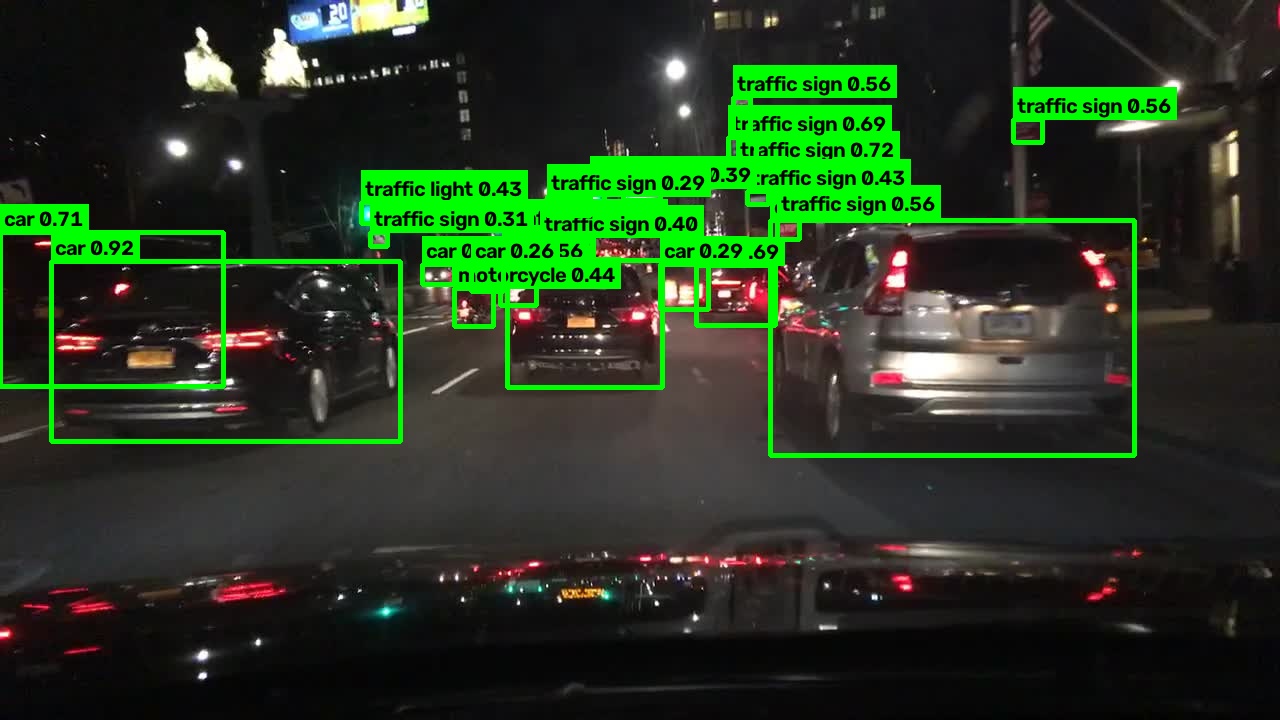 20
traffic sign 0.56
traffic sign 0.56
traffic sign 0.69
traffic sign 0.72
0.39
traffic sign 0.43
traffic sign 0.29
traffic light 0.43
traffic sign 0.56
car 0.71
traffic sign 0.31
traffic sign 0.40
car 0.92
car 0.26
56
car 0.29
.69
motorcycle 0.44